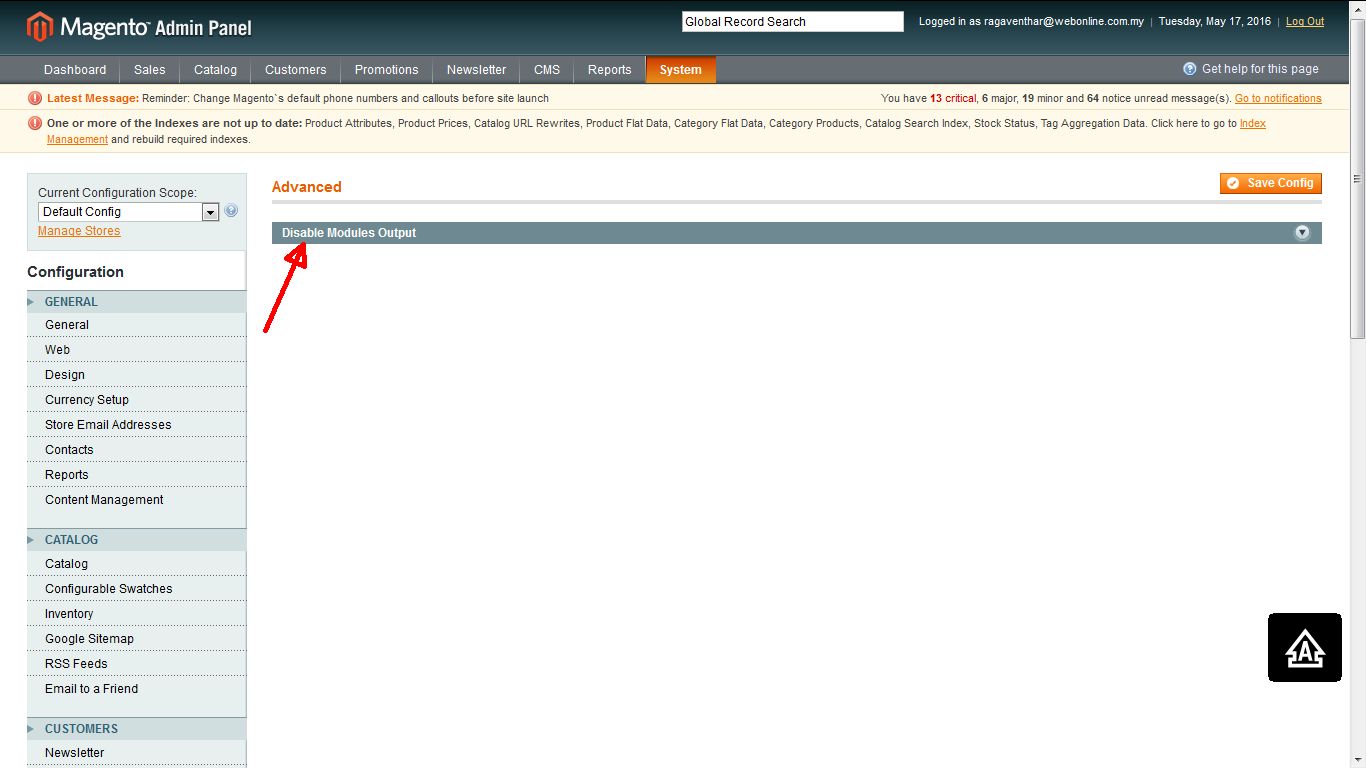 Magento™ Admin Panel
Global Record Search
Logged in as ragaventhar@webonline.com.my | Tuesday, May 17, 2016 | Log Out
Dashboard Sales Catalog Customers Promotions Newsletter CMS Reports System Get help for this page
Latest Message: Reminder: Change Magento`s default phone numbers and callouts before site launch
You have 13 critical, 6 major, 19 minor and 64 notice unread message(s). Go to notifications
One or more of the Indexes are not up to date: Product Attributes, Product Prices, Catalog URL Rewrites, Product Flat Data, Category Flat Data, Category Products, Catalog Search Index, Stock Status, Tag Aggregation Data. Click here to go to Index
Management and rebuild required indexes.
Current Configuration Scope:
Default Config
Manage Stores
Configuration
GENERAL
General
Web
Design
Currency Setup
Store Email Addresses
Contacts
Reports
Content Management
CATALOG
Catalog
Configurable Swatches
Inventory
Google Sitemap
RSS Feeds
Email to a Friend
CUSTOMERS
Newsletter
Advanced
Save Config
Disable Modules Output
A